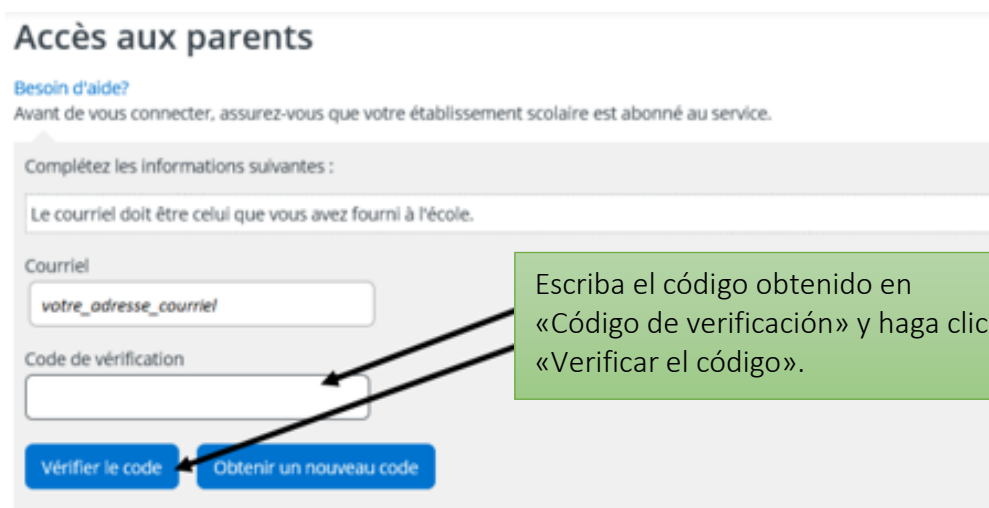 Accès aux parents
Besoin d'aide?
Avant de vous connecter, assurez-vous que votre établissement scolaire est abonné au service.
Complétez les informations suivantes :
Le courriel doit être celui que vous avez fourni à l'école.
Courriel
votre_adresse_courriel
Code de vérification
Vérifier le code
Obtenir un nouveau code
Escriba el código obtenido en
«Código de verificación» y haga clic
«Verificar el código».